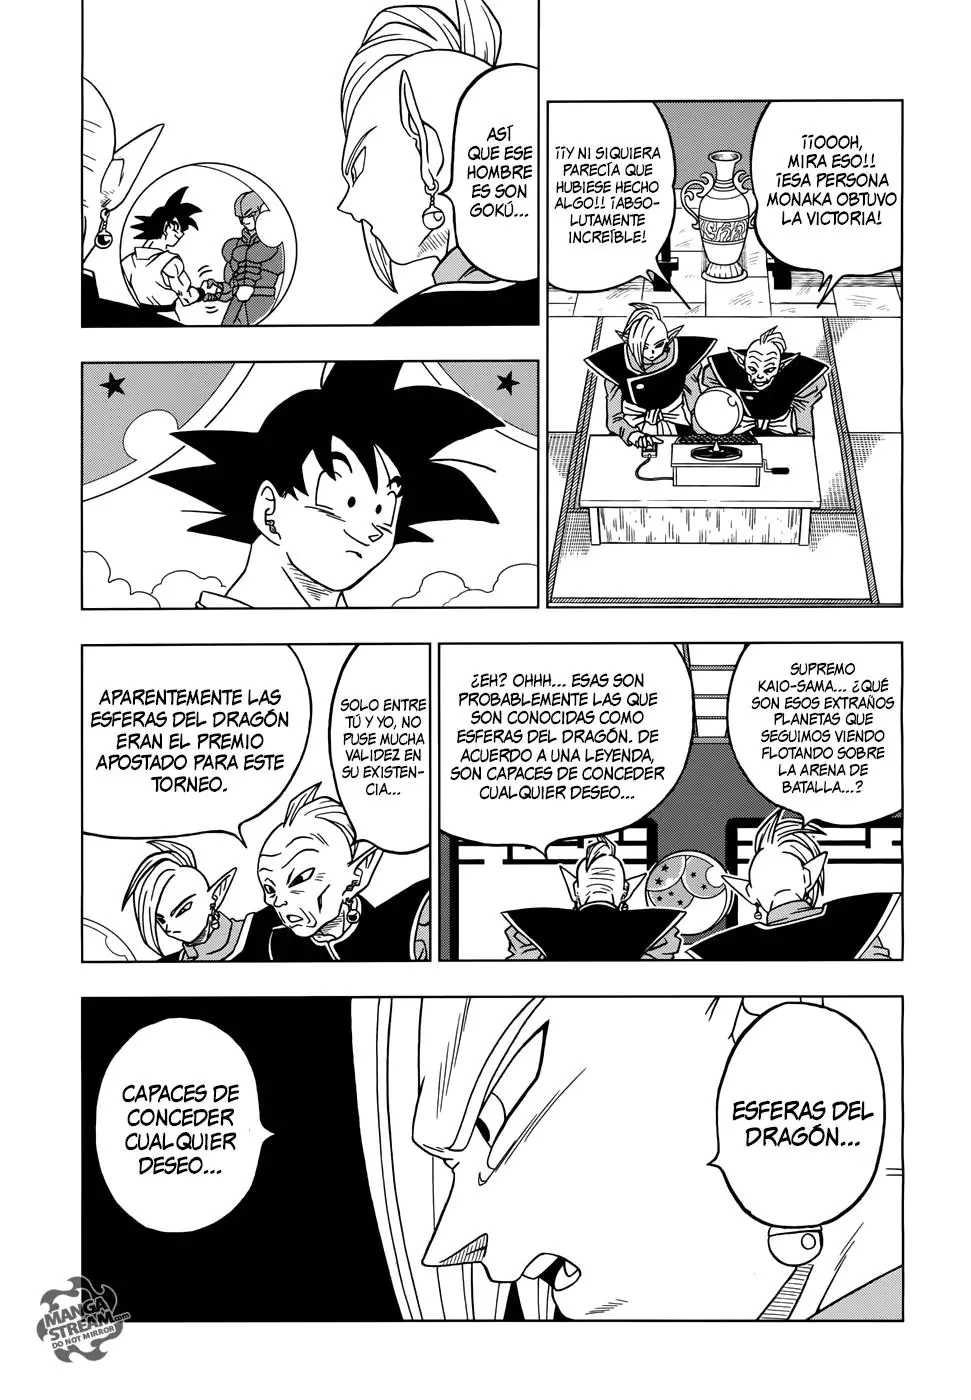 ¡¡OOOH,
MIRA ESO!!
¡ESA PERSONA
MONAKA OBTUVO
LA VICTORIA!
¡¡Y NI SIQUIERA
PARECÍA QUE
HUBIESE HECHO
ALGO!! ¡ABSO-
LUTAMENTE
INCREÍBLE!
ASÍ
QUE ESE
HOMBRE
ES SON
GOKÚ...
SUPREMO
KAIO-SAMA... ¿QUÉ
SON ESOS EXTRAÑOS
PLANETAS QUE
SEGUIMOS VIENDO
FLOTANDO SOBRE
LA ARENA DE
BATALLA...?
¿EH? OHHH... ESAS SON
PROBABLEMENTE LAS QUE
SON CONOCIDAS COMO
ESFERAS DEL DRAGÓN. DE
ACUERDO A UNA LEYENDA,
SON CAPACES DE CONCEDER
CUALQUIER DESEO...
SOLO ENTRE
TÚ Y YO, NO
PUSE MUCHA
VALIDEZ EN
SU EXISTEN-
CIA...
APARENTEMENTE LAS
ESFERAS DEL DRAGÓN
ERAN EL PREMIO
APOSTADO PARA ESTE
TORNEO.
ESFERAS DEL
DRAGÓN...
CAPACES DE
CONCEDER
CUALQUIER
DESEO...
MANGA
STREAM.com
DO NOT MIRROR